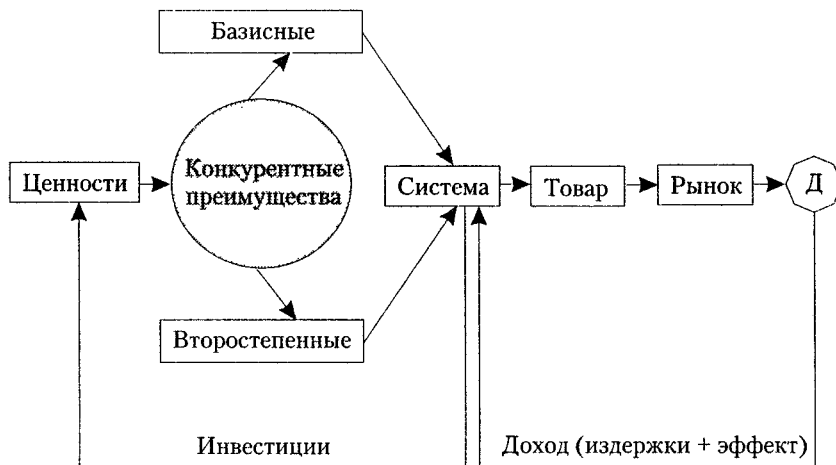 Базисные
Ценности
Конкурентные
преимущества
Система
Товар
Рынок
Д
Второстепенные
Инвестиции
Доход (издержки + эффект)